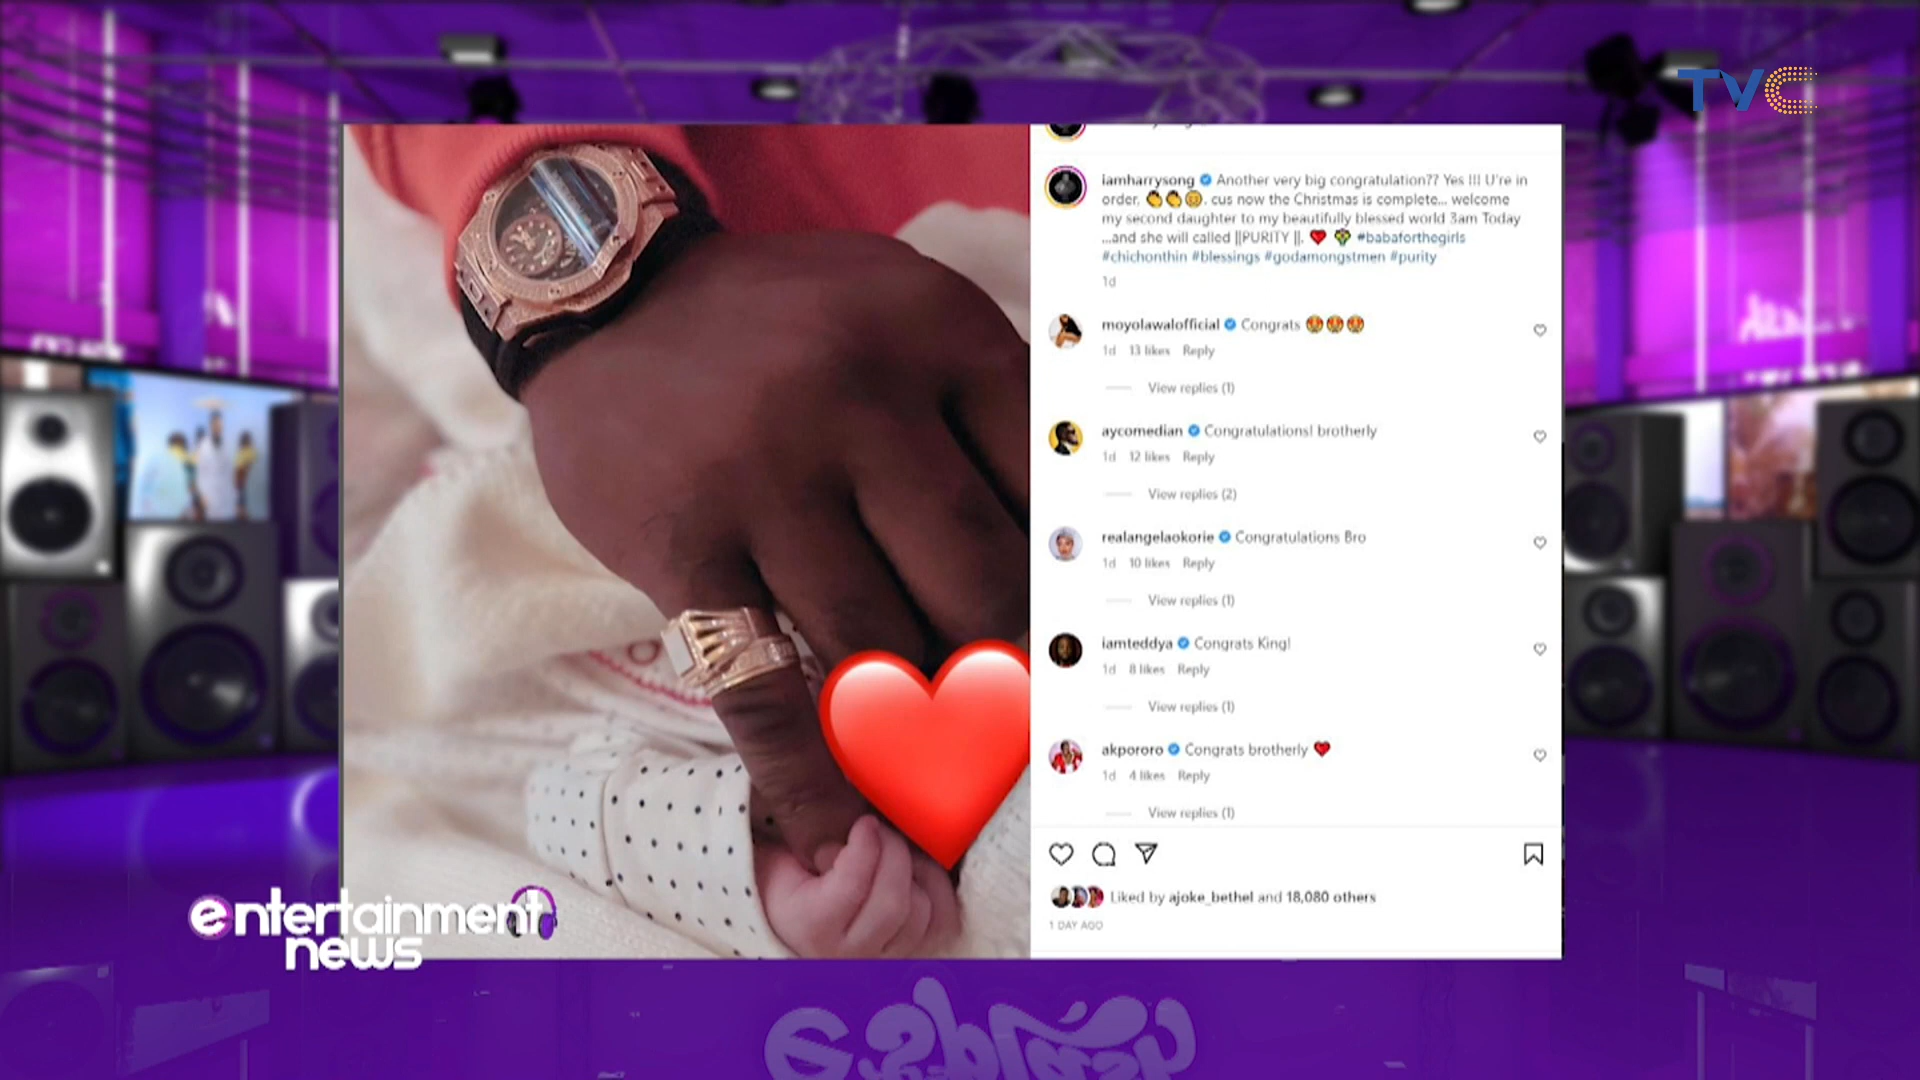 TVC
iamharrysong Another very big congratulation?? Yes !!! U're in
order, 👏👏😊. cus now the Christmas is complete... welcome
my second daughter to my beautifully blessed world 3am Today
...and she will called ||PURITY ||. ❤️ 💐 #babaforthegirls
#chichonthin #blessings #godamongstmen #purity
1d
moyolawalofficial Congrats 😍😍😍
1d 13 likes Reply
View replies (1)
aycomedian Congratulations! brotherly
1d 12 likes Reply
View replies (2)
realangelaokorie Congratulations Bro
1d 10 likes Reply
View replies (1)
iamteddya Congrats King!
1d 8 likes Reply
View replies (1)
akpororo Congrats brotherly ❤️
1d 4 likes Reply
View replies (1)
Liked by ajoke_bethel and 18,080 others
1 DAY AGO
entertainment
news